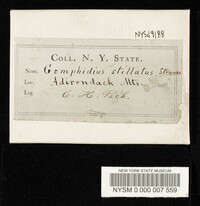 NYSf9188
COLL. N. Y. STATE.
Nom. Gomphidius stillatus Strauss
Loc. Adirondack Mts.
Leg. C. H. Peck.
NEW YORK STATE MUSEUM
NYSM 0 000 007 559